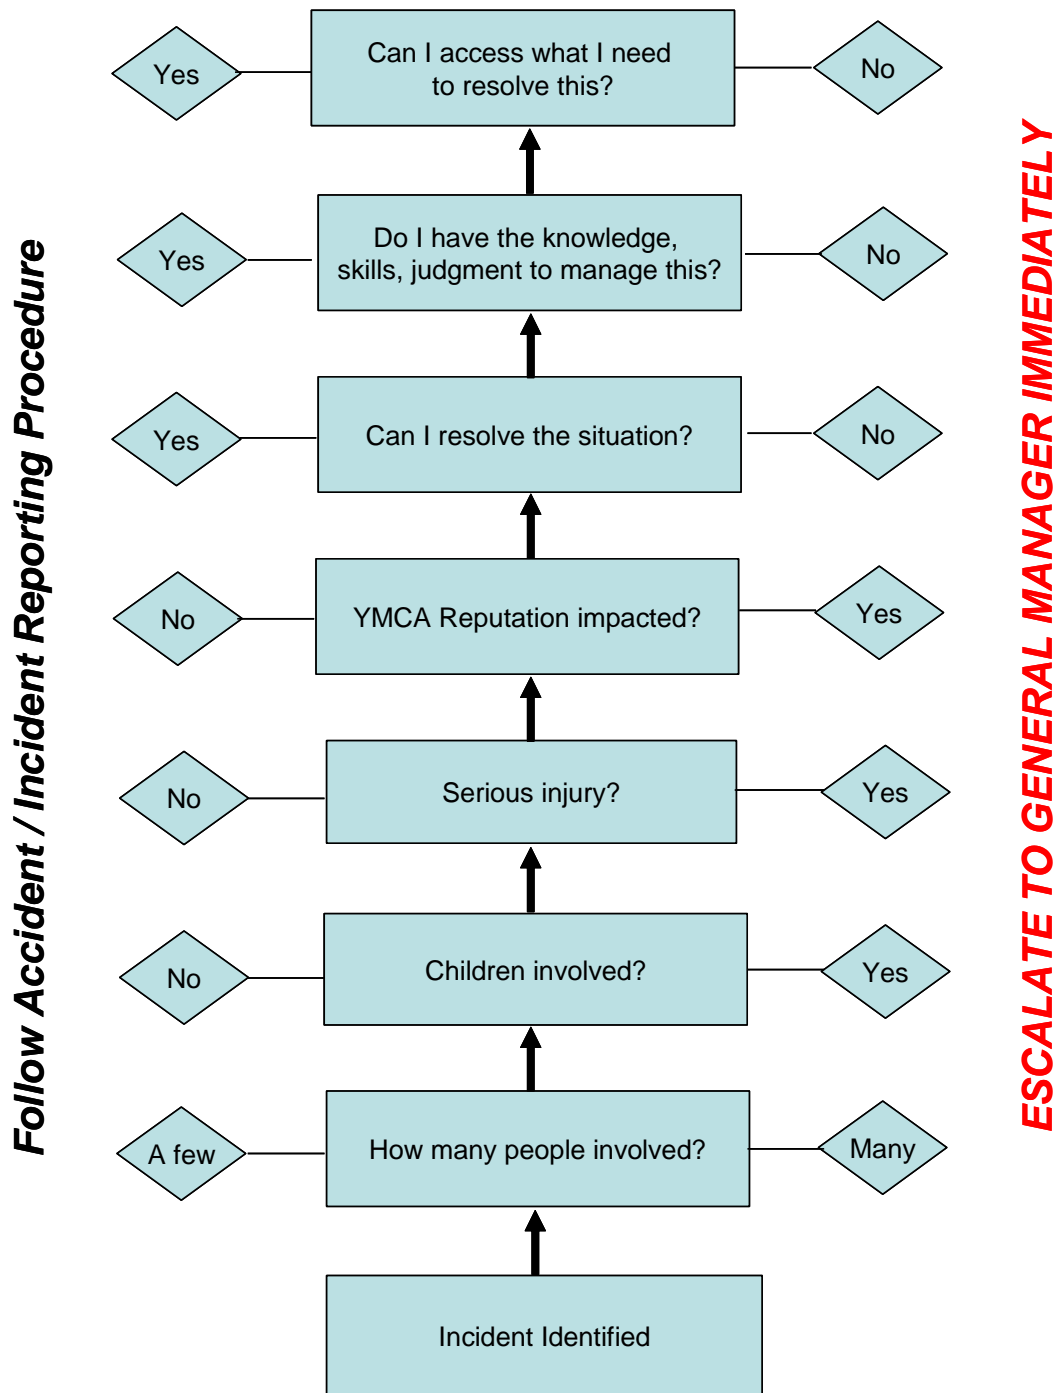 Can I access what I need
to resolve this?
Yes
No
Do I have the knowledge,
skills, judgment to manage this?
Yes
No
Can I resolve the situation?
Yes
No
YMCA Reputation impacted?
No
Yes
Serious injury?
No
Yes
Children involved?
No
Yes
How many people involved?
A few
Many
Incident Identified
Follow Accident / Incident Reporting Procedure
ESCALATE TO GENERAL MANAGER IMMEDIATELY